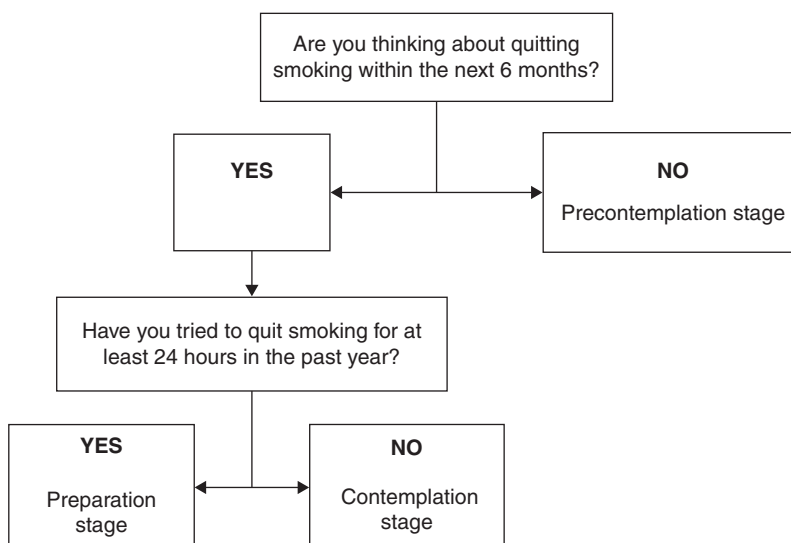 Are you thinking about quitting
smoking within the next 6 months?
YES
NO
Precontemplation stage
Have you tried to quit smoking for at
least 24 hours in the past year?
YES
Preparation
stage
NO
Contemplation
stage